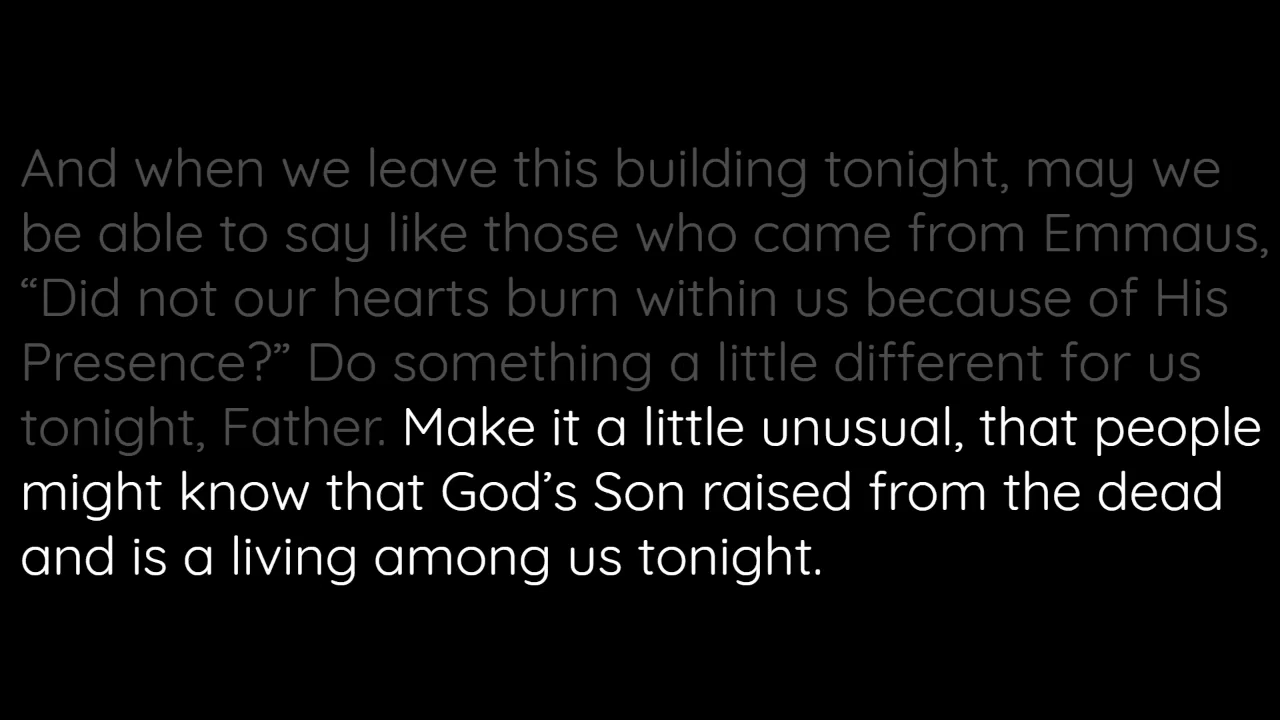 And when we leave this building tonight, may we
be able to say like those who came from Emmaus,
“Did not our hearts burn within us because of His
Presence?” Do something a little different for us
tonight, Father. Make it a little unusual, that people
might know that God’s Son raised from the dead
and is a living among us tonight.